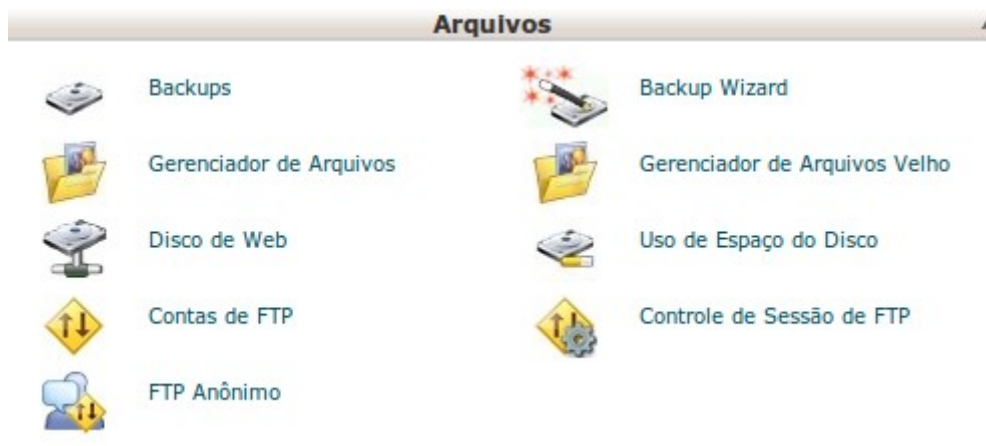 Arquivos
Backups
Backup Wizard
Gerenciador de Arquivos
Gerenciador de Arquivos Velho
Disco de Web
Uso de Espaço do Disco
Contas de FTP
Controle de Sessão de FTP
FTP Anônimo